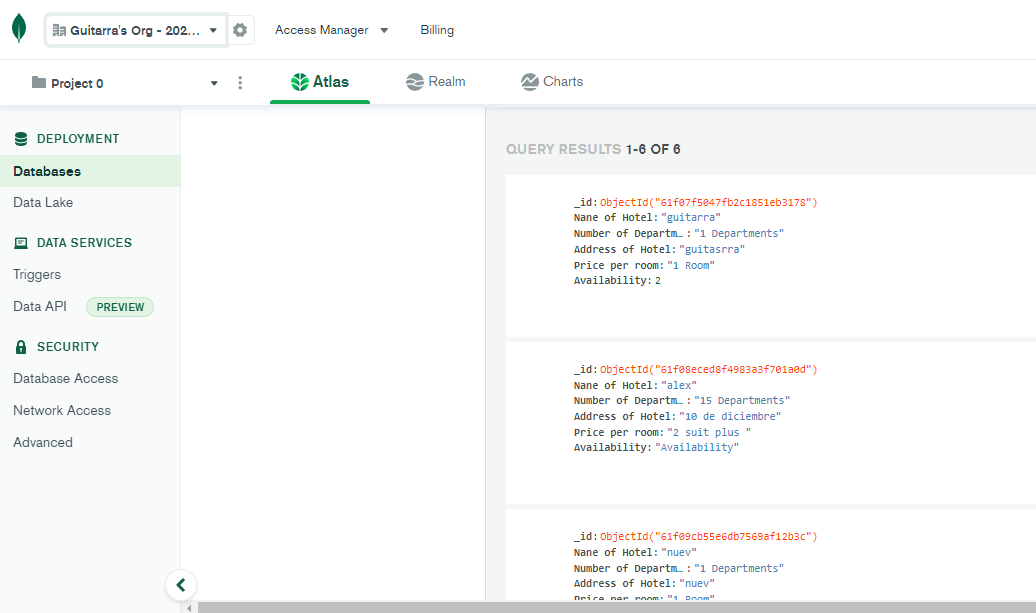 Guitarra's Org - 202...
Access Manager
Billing
Project 0
Atlas
Realm
Charts
DEPLOYMENT
Databases
Data Lake
DATA SERVICES
Triggers
Data API
PREVIEW
SECURITY
Database Access
Network Access
Advanced
QUERY RESULTS 1-6 OF 6
_id: ObjectId("61f07f5047fb2c1851eb3178")
Nane of Hotel: "guitarra"
Number of Departm… : "1 Departments"
Address of Hotel: "guitasrra"
Price per room: "1 Room"
Availability: 2
_id: ObjectId("61f08eced8f4983a3f701a0d")
Nane of Hotel: "alex"
Number of Departm… : "15 Departments"
Address of Hotel: "10 de diciembre"
Price per room: "2 suit plus "
Availability: "Availability"
_id: ObjectId("61f09cb55e6db7569af12b3c")
Nane of Hotel: "nuev"
Number of Departm… : "1 Departments"
Address of Hotel: "nuev"
Price per room: "1 Room"